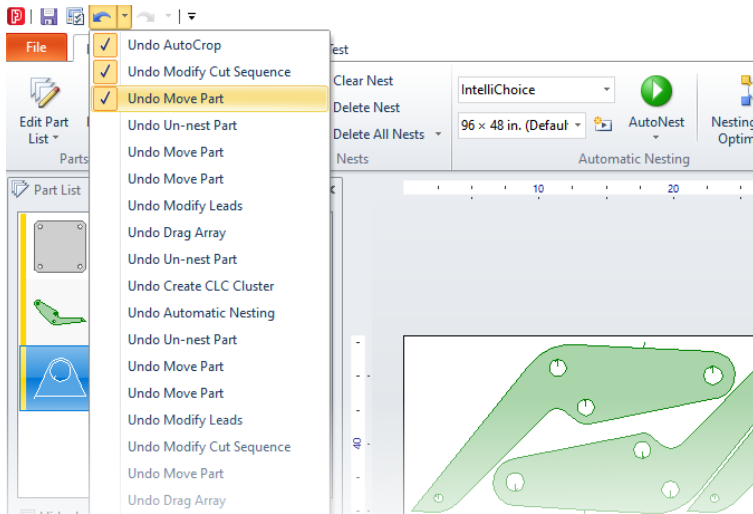 File
Edit Part
List
Parts
Part List
Undo AutoCrop
Undo Modify Cut Sequence
Undo Move Part
Undo Un-nest Part
Undo Move Part
Undo Move Part
Undo Modify Leads
Undo Drag Array
Undo Un-nest Part
Undo Create CLC Cluster
Undo Automatic Nesting
Undo Un-nest Part
Undo Move Part
Undo Move Part
Undo Modify Leads
Undo Modify Cut Sequence
Undo Move Part
Undo Drag Array
Clear Nest
Delete Nest
Delete All Nests
Nests
IntelliChoice
96 × 48 in. (Defaul
AutoNest
Automatic Nesting
Nesting
Optim
10
20
40